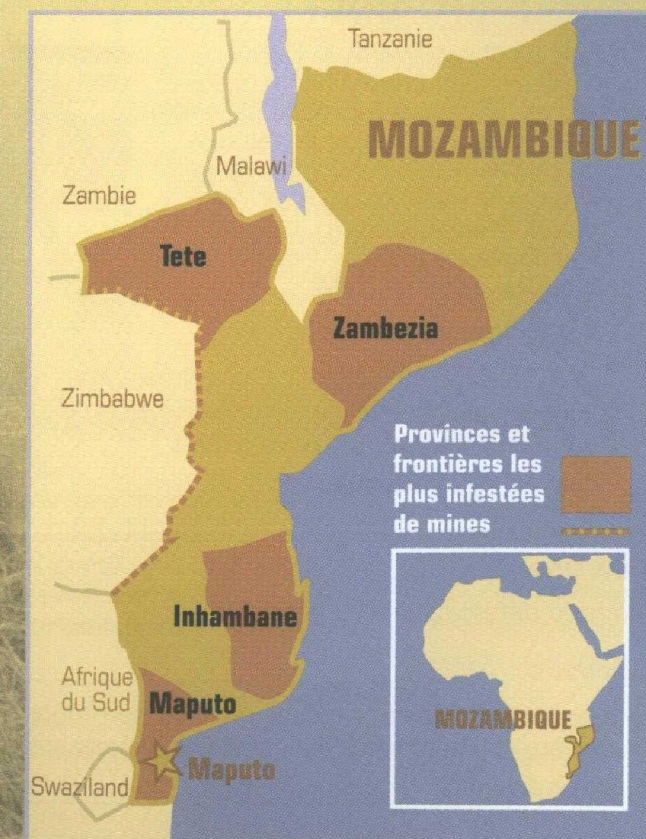 Tanzanie
MOZAMBIQUE
Malawi
Zambie
Tete
Zambezia
Zimbabwe
Provinces et
frontières les
plus infestées
de mines
Inhambane
Afrique
du Sud
Maputo
MOZAMBIQUE
Maputo
Swaziland